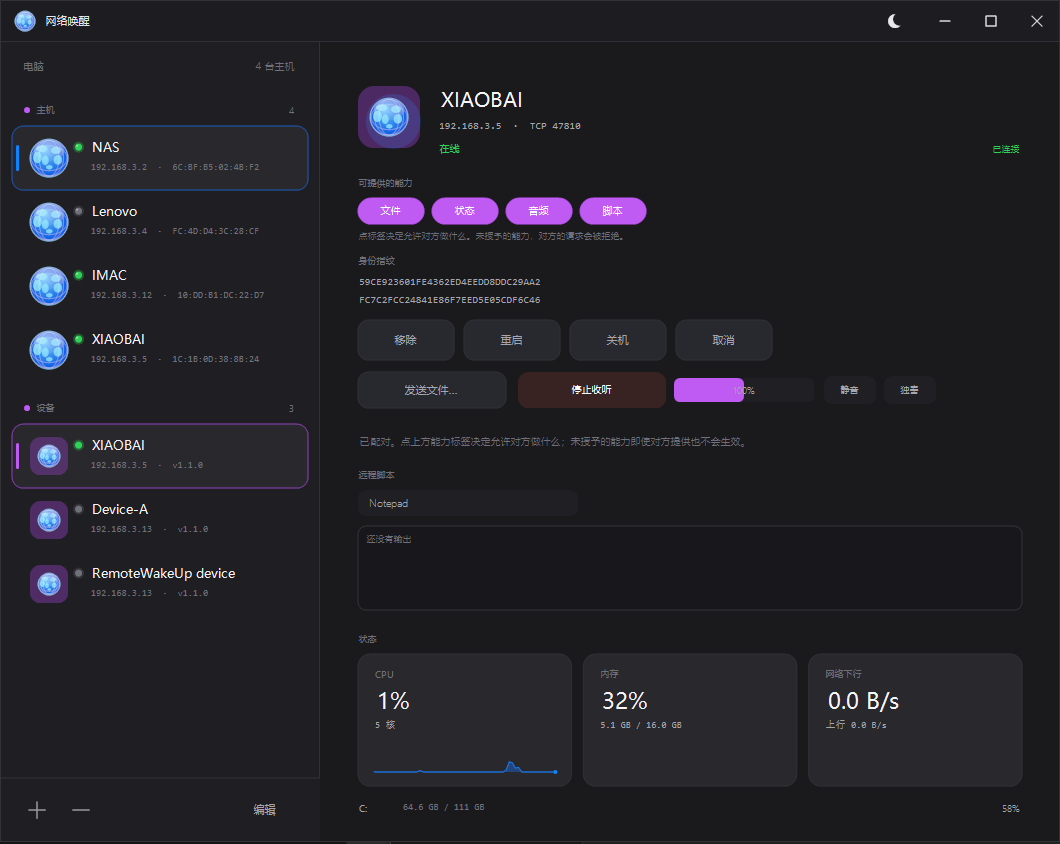 网络唤醒
电脑 4 台主机
主机 4
NAS
192.168.3.2 · 6C:BF:B5:02:4B:F2
Lenovo
192.168.3.4 · FC:4D:D4:3C:28:CF
IMAC
192.168.3.12 · 10:DD:B1:DC:22:D7
XIAOBAI
192.168.3.5 · 1C:1B:0D:38:8B:24
设备 3
XIAOBAI
192.168.3.5 · v1.1.0
Device-A
192.168.3.13 · v1.1.0
RemoteWakeUp device
192.168.3.13 · v1.1.0
编辑
XIAOBAI
192.168.3.5 · TCP 47810
在线 已连接
可提供的能力
文件 状态 音频 脚本
点标签决定允许对方做什么。未授予的能力，对方的请求会被拒绝。
身份指纹
59CE923601FE4362ED4EEDD8DDC29AA2
FC7C2FCC24841E86F7EED5E05CDF6C46
移除 重启 关机 取消
发送文件... 停止收听 100% 静音 独奏
已配对。点上方能力标签决定允许对方做什么；未授予的能力即使对方提供也不会生效。
远程脚本
Notepad
还没有输出
状态
CPU
1%
5 核
内存
32%
5.1 GB / 16.0 GB
网络下行
0.0 B/s
上行 0.0 B/s
C: 64.6 GB / 111 GB 58%